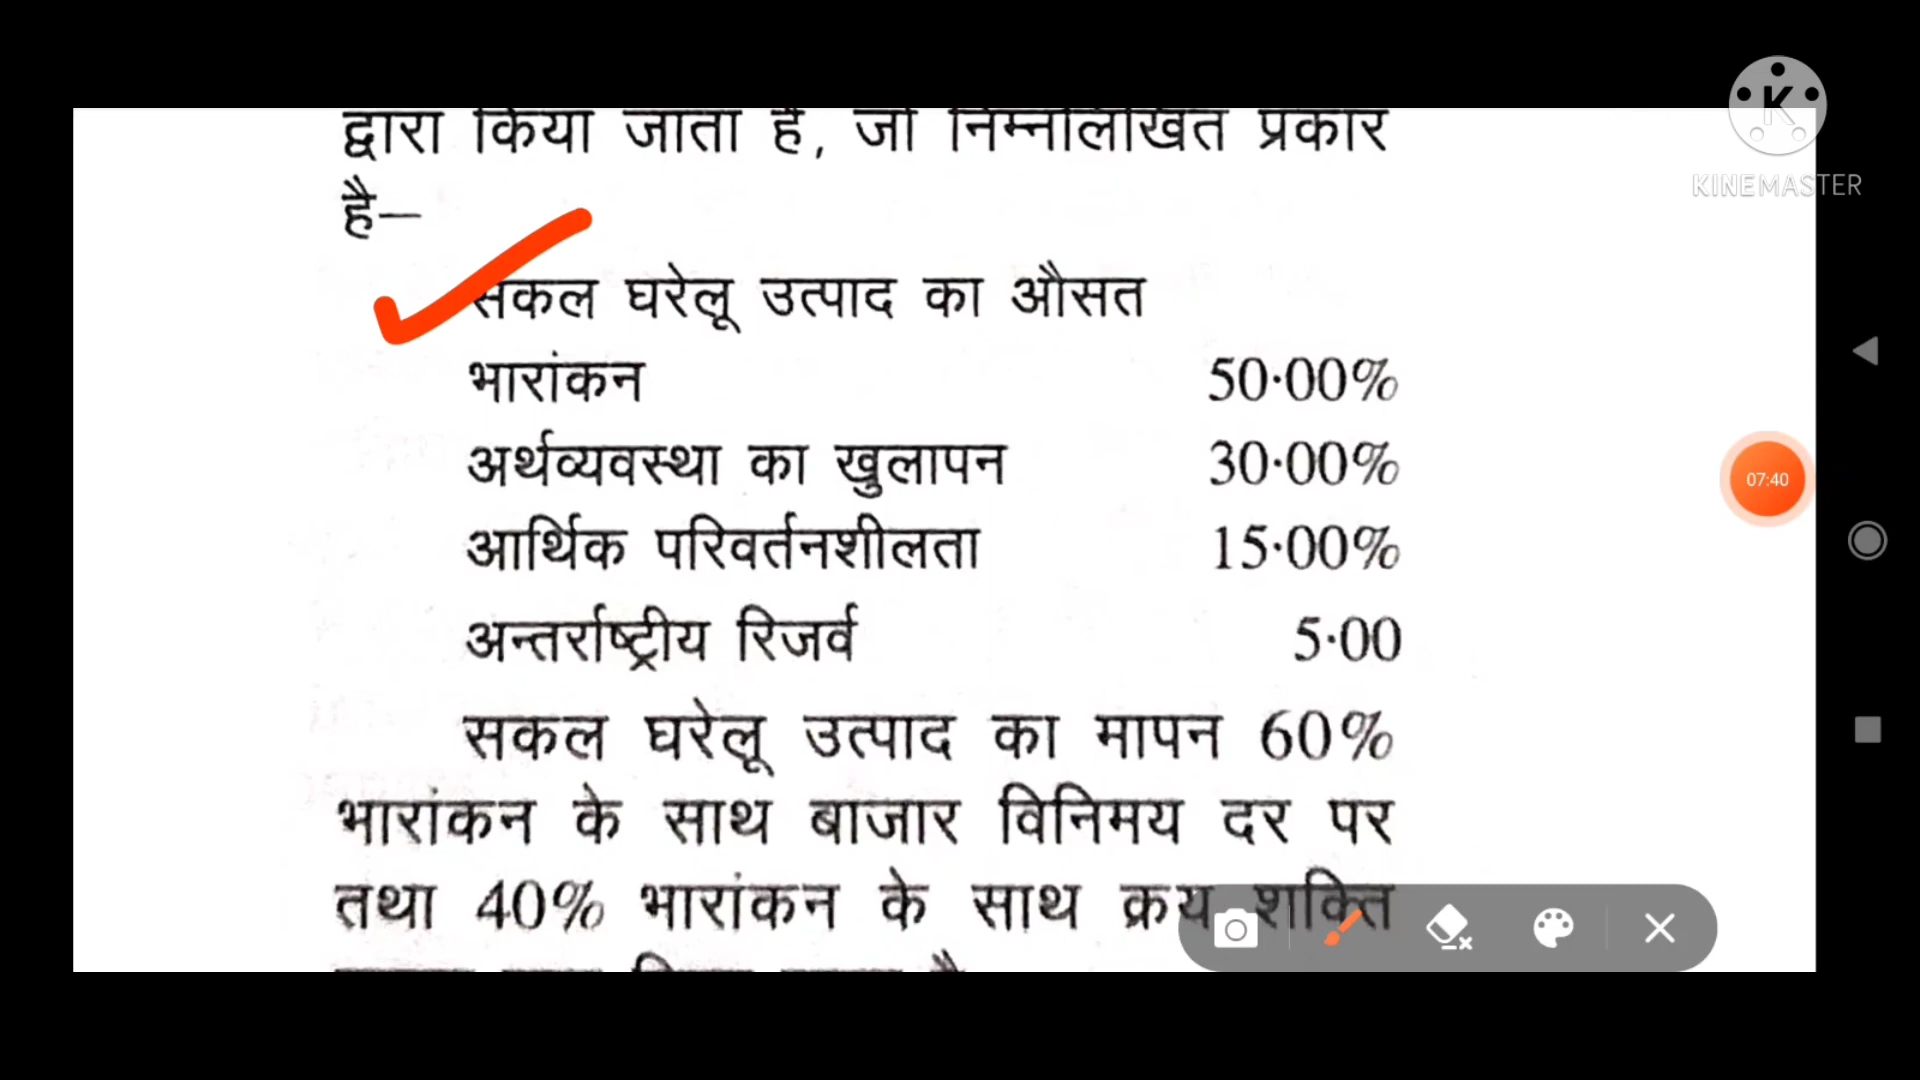 द्वारा किया जाता है, जो निम्नलिखित प्रकार
है—
सकल घरेलू उत्पाद का औसत
भारांकन 50·00%
अर्थव्यवस्था का खुलापन 30·00%
आर्थिक परिवर्तनशीलता 15·00%
अन्तर्राष्ट्रीय रिजर्व 5·00
सकल घरेलू उत्पाद का मापन 60%
भारांकन के साथ बाजार विनिमय दर पर
तथा 40% भारांकन के साथ क्रय शक्ति
K
KINEMASTER
07:40